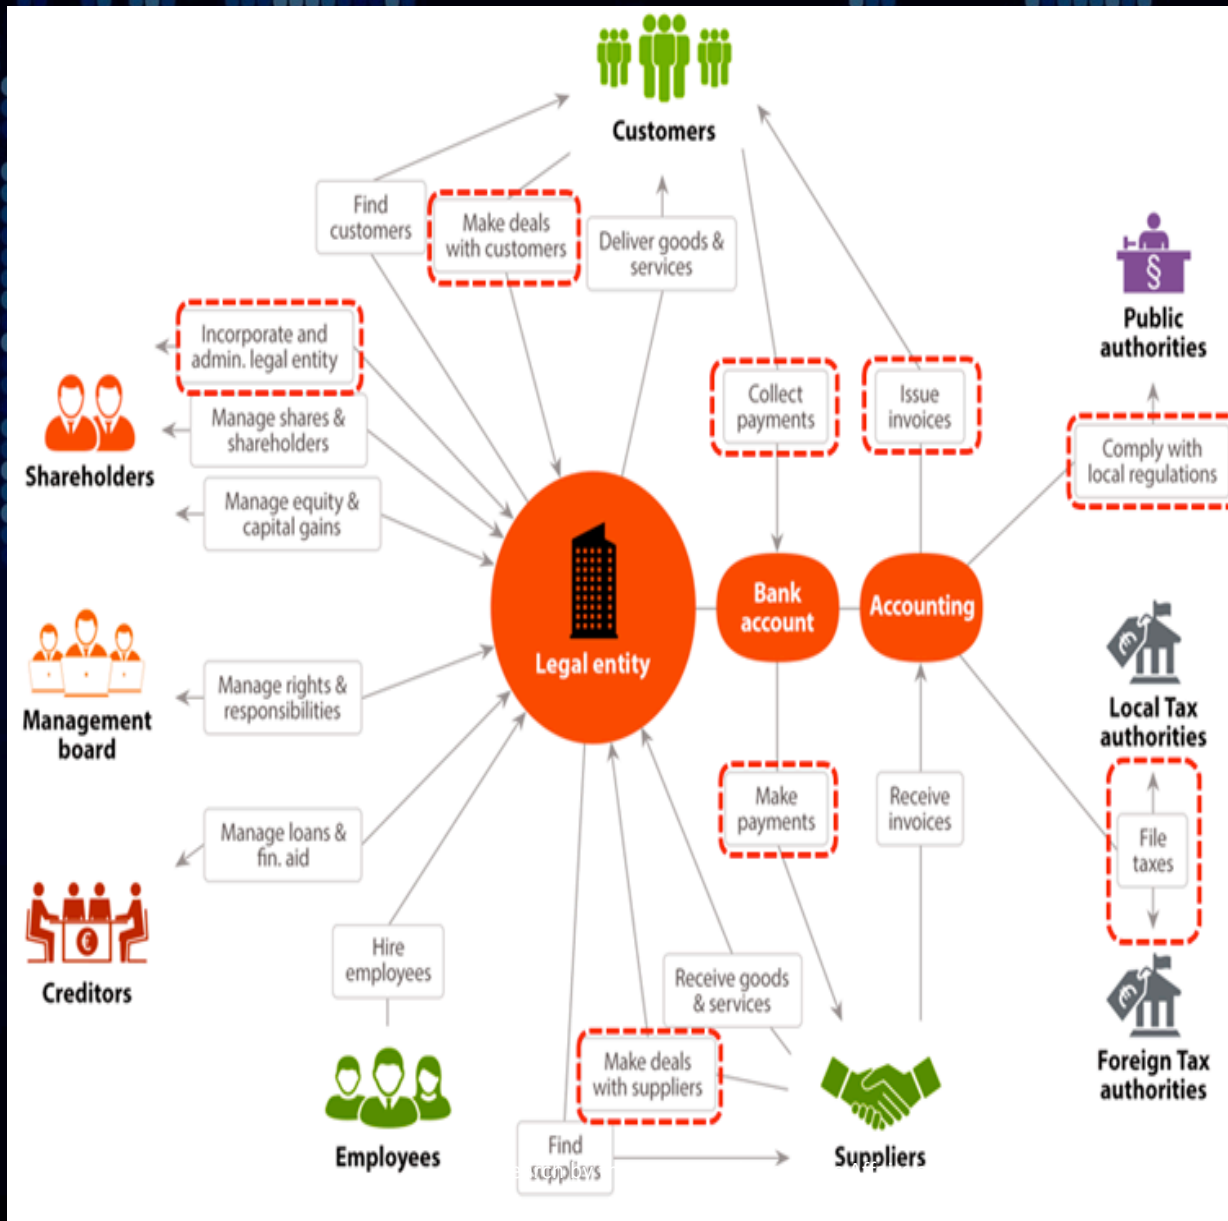 Customers
Find
customers
Make deals
with customers
Deliver goods &
services
Public
authorities
Incorporate and
admin. legal entity
Manage shares &
shareholders
Shareholders
Manage equity &
capital gains
Collect
payments
Issue
invoices
Comply with
local regulations
§
Legal entity
Bank
account
Accounting
Manage rights &
responsibilities
Management
board
Local Tax
authorities
€
Make
payments
Receive
invoices
File
taxes
Manage loans &
fin. aid
Creditors
€
Hire
employees
Receive goods
& services
Make deals
with suppliers
Foreign Tax
authorities
€
Employees
Find
suppliers
Suppliers